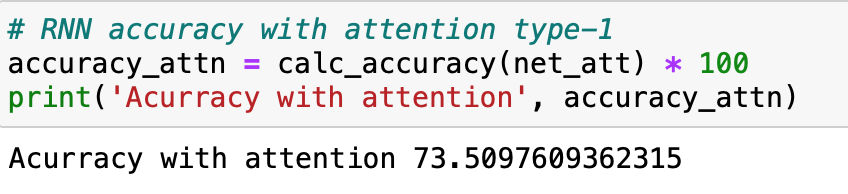 # RNN accuracy with attention type-1
accuracy_attn = calc_accuracy(net_att) * 100
print('Acurracy with attention', accuracy_attn)
Acurracy with attention 73.5097609362315